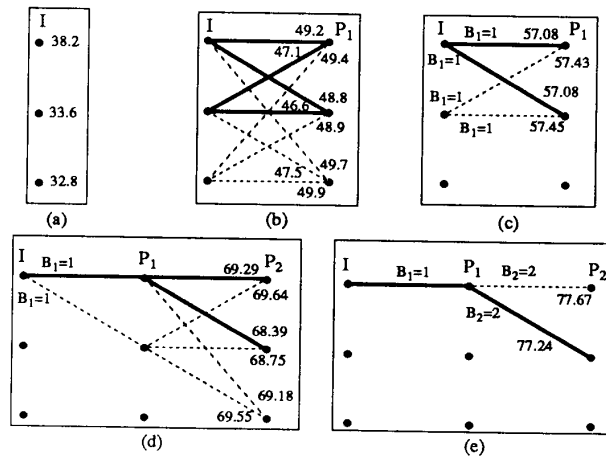 I
38.2
33.6
32.8
(a)
I P₁
49.2
47.1
49.4
48.8
46.6
48.9
49.7
47.5
49.9
(b)
I P₁
B₁=1 57.08
B₁=1 57.43
B₁=1 57.08
B₁=1 57.45
(c)
I P₁ P₂
B₁=1 69.29
B₁=1 69.64
68.39
68.75
69.18
69.55
(d)
I P₁ P₂
B₁=1 B₂=2
B₂=2 77.67
77.24
(e)